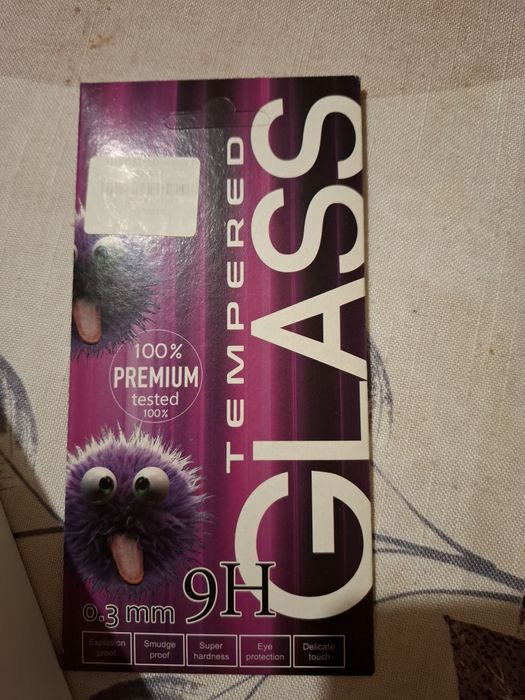 TEMPERED
GLASS
100%
PREMIUM
tested
100%
9H
0.3 mm
Explosion
proof
Smudge
proof
Super
hardness
Eye
protection
Delicate
touch